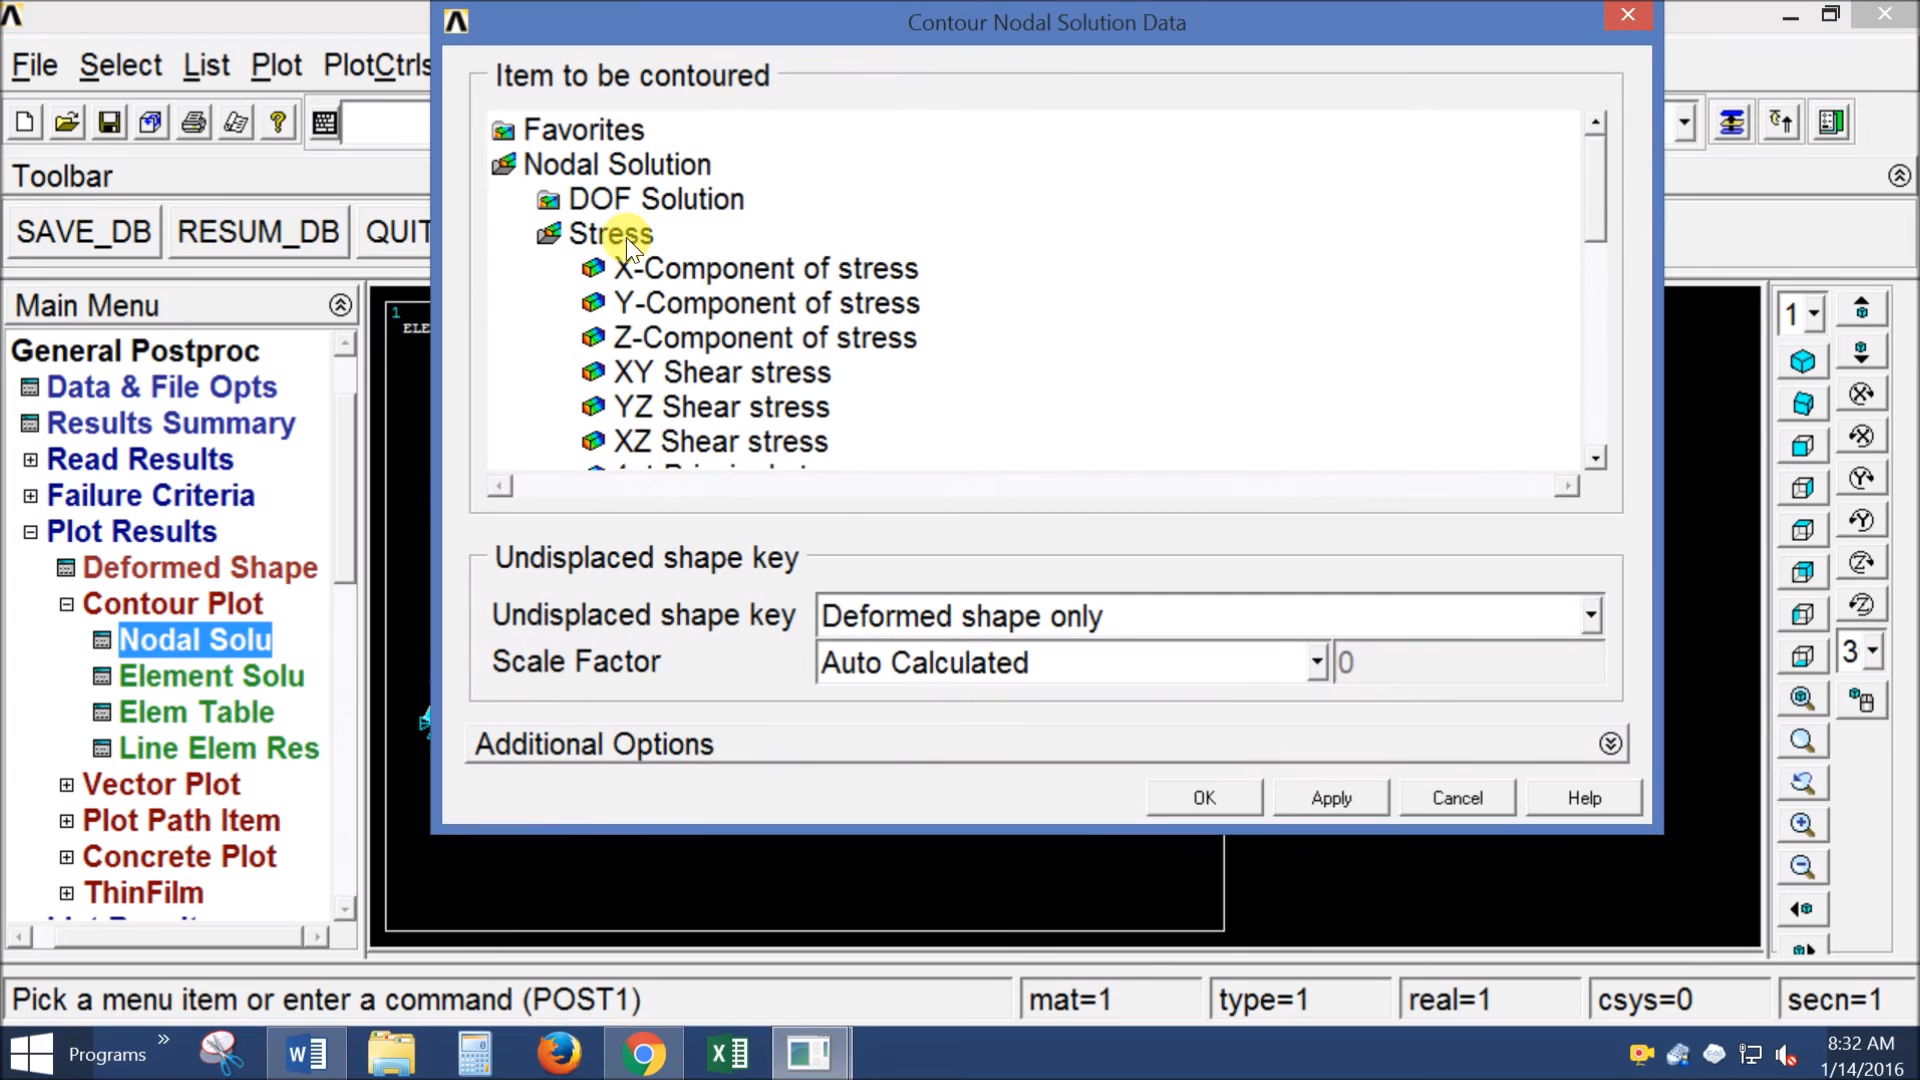 Contour Nodal Solution Data
File Select List Plot PlotCtrls
Item to be contoured
Favorites
Nodal Solution
DOF Solution
Stress
X-Component of stress
Y-Component of stress
Z-Component of stress
XY Shear stress
YZ Shear stress
XZ Shear stress
Undisplaced shape key
Undisplaced shape key Deformed shape only
Scale Factor Auto Calculated 0
Additional Options
OK Apply Cancel Help
Toolbar
SAVE_DB RESUM_DB QUIT
Main Menu
General Postproc
Data & File Opts
Results Summary
Read Results
Failure Criteria
Plot Results
Deformed Shape
Contour Plot
Nodal Solu
Element Solu
Elem Table
Line Elem Res
Vector Plot
Plot Path Item
Concrete Plot
ThinFilm
1
ELE
1
3
Pick a menu item or enter a command (POST1) mat=1 type=1 real=1 csys=0 secn=1
Programs
8:32 AM
1/14/2016